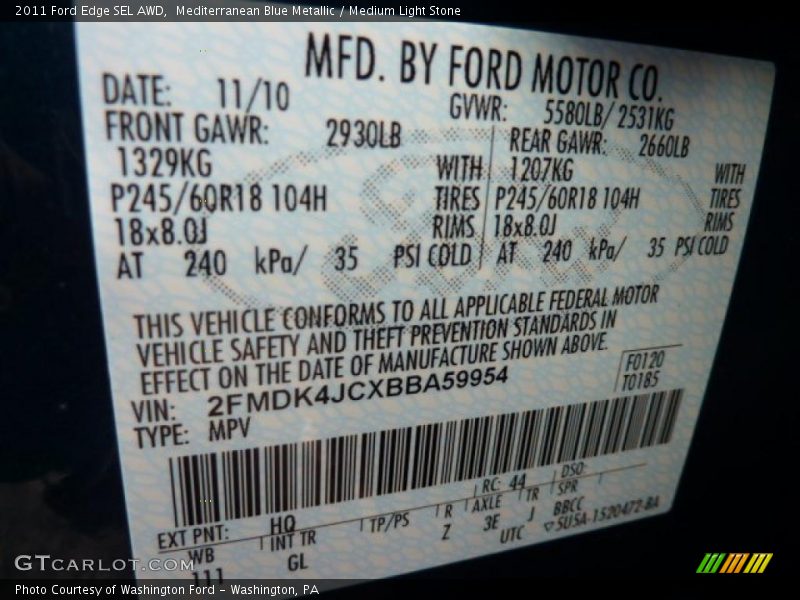 2011 Ford Edge SEL AWD,  Mediterranean Blue Metallic / Medium Light Stone
MFD. BY FORD MOTOR CO.
DATE: 11/10 GVWR: 5580LB/ 2531KG
FRONT GAWR: 2930LB REAR GAWR: 2660LB
1329KG WITH 1207KG WITH
P245/60R18 104H TIRES P245/60R18 104H TIRES
18x8.0J RIMS 18x8.0J RIMS
AT 240 kPa/ 35 PSI COLD AT 240 kPa/ 35 PSI COLD
THIS VEHICLE CONFORMS TO ALL APPLICABLE FEDERAL MOTOR
VEHICLE SAFETY AND THEFT PREVENTION STANDARDS IN
EFFECT ON THE DATE OF MANUFACTURE SHOWN ABOVE.
F0120
VIN: 2FMDK4JCXBBA59954 T0185
TYPE: MPV
RC: 44 DSO:
EXT PNT: HQ TP/PS R AXLE TR SPR
WB INT TR Z 3E J BBCC
111 GL UTC ▽SU5A-1520472-BA
GTCARLOT.COM
Photo Courtesy of Washington Ford – Washington, PA